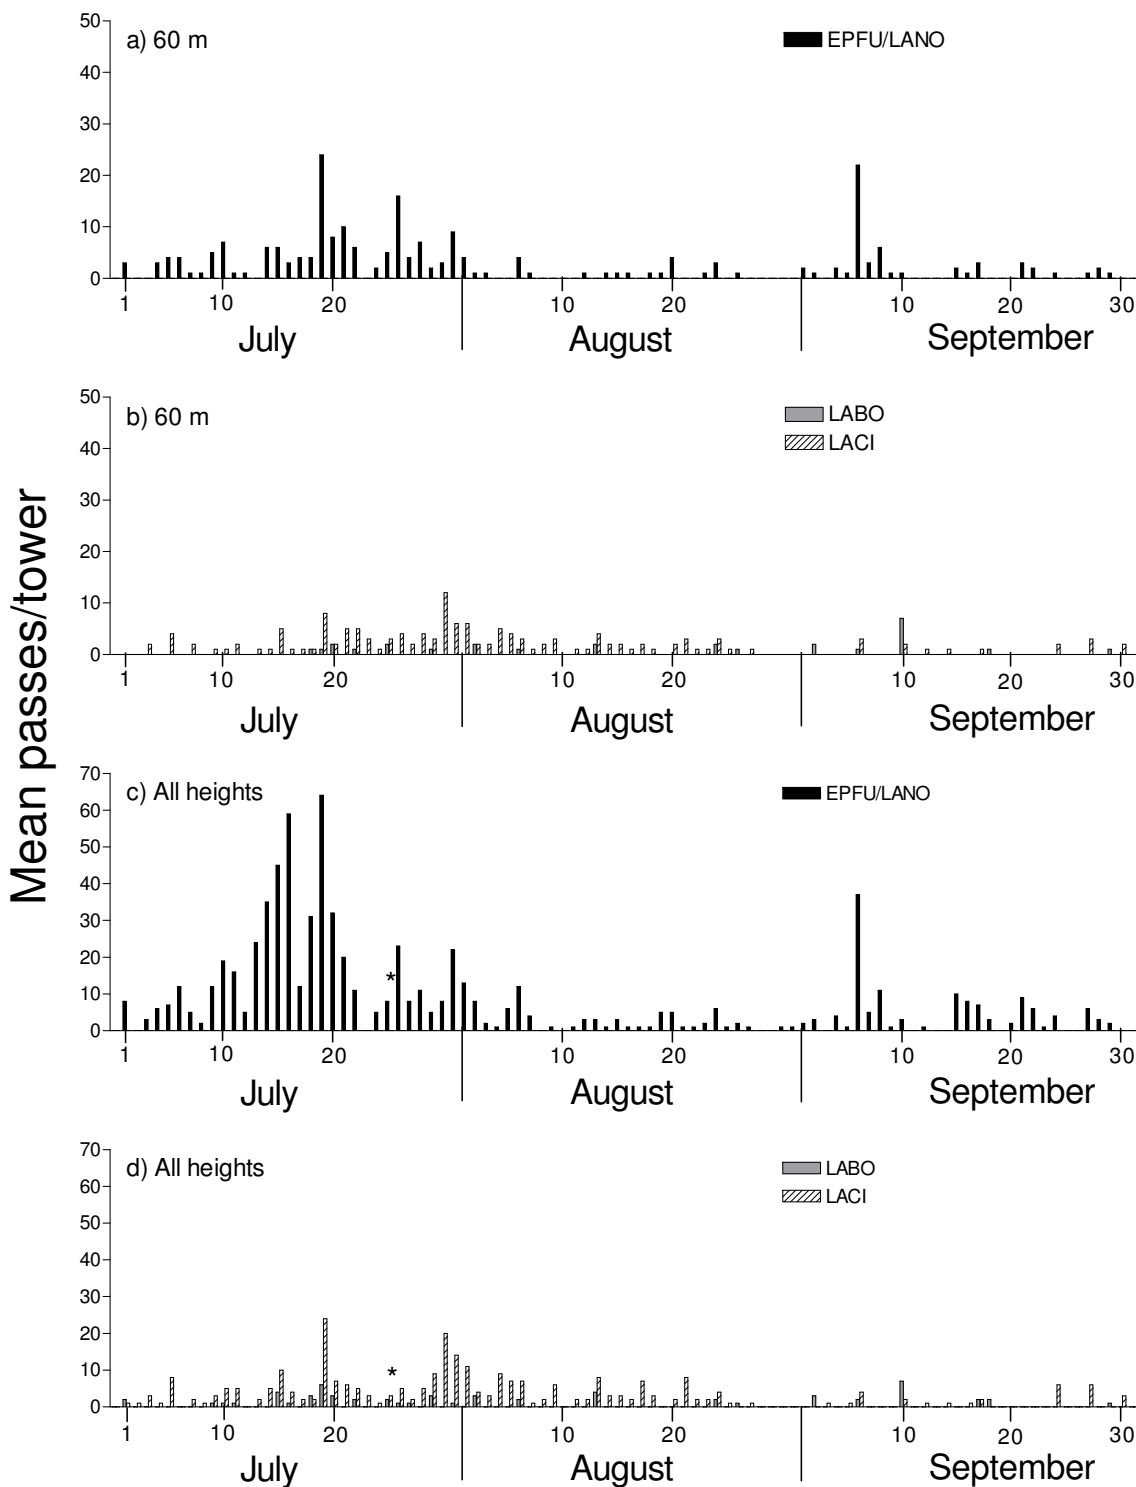 Mean passes/tower
a) 60 m
EPFU/LANO
50
40
30
20
10
0
1 10 20 10 20 10 20 30
July August September
b) 60 m
LABO
LACI
50
40
30
20
10
0
1 10 20 10 20 10 20 30
July August September
c) All heights
EPFU/LANO
70
60
50
40
30
20
10
0
*
1 10 20 10 20 10 20 30
July August September
d) All heights
LABO
LACI
70
60
50
40
30
20
10
0
*
1 10 20 10 20 10 20 30
July August September